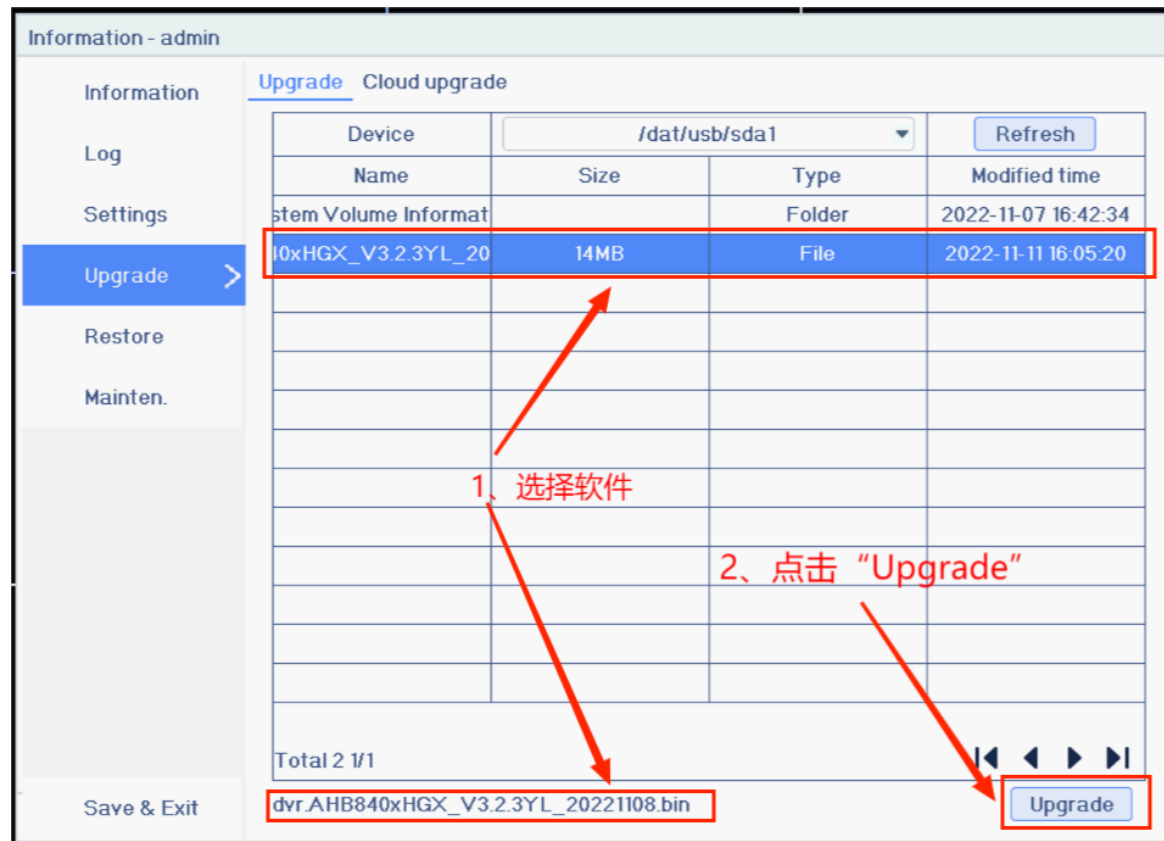 Information - admin
Information
Log
Settings
Upgrade
Restore
Mainten.
Save & Exit
Upgrade Cloud upgrade
Device /dat/usb/sda1 Refresh
Name Size Type Modified time
stem Volume Informat Folder 2022-11-07 16:42:34
40xHGX_V3.2.3YL_20 14MB File 2022-11-11 16:05:20
1、选择软件
2、点击“Upgrade”
Total 2 1/1
dvr.AHB840xHGX_V3.2.3YL_20221108.bin
Upgrade